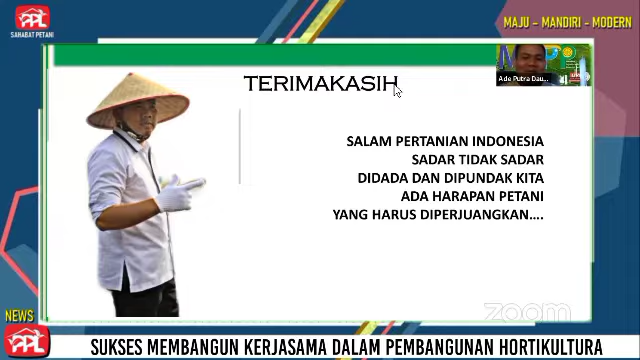 PPL
SAHABAT PETANI
MAJU - MANDIRI - MODERN
Ade Putra Dau...
TERIMAKASIH
SALAM PERTANIAN INDONESIA
SADAR TIDAK SADAR
DIDADA DAN DIPUNDAK KITA
ADA HARAPAN PETANI
YANG HARUS DIPERJUANGKAN....
zoom
NEWS
PPL
SUKSES MEMBANGUN KERJASAMA DALAM PEMBANGUNAN HORTIKULTURA